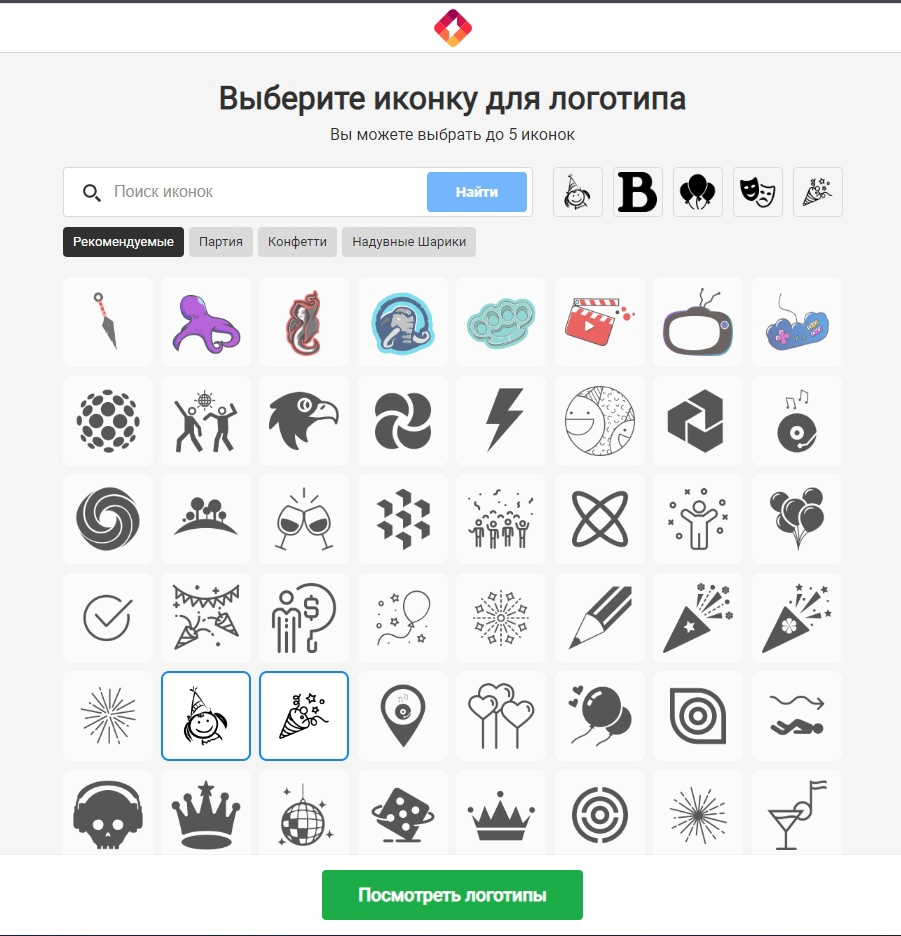 Выберите иконку для логотипа
Вы можете выбрать до 5 иконок
Поиск иконок Найти B
Рекомендуемые Партия Конфетти Надувные Шарики
$
Посмотреть логотипы